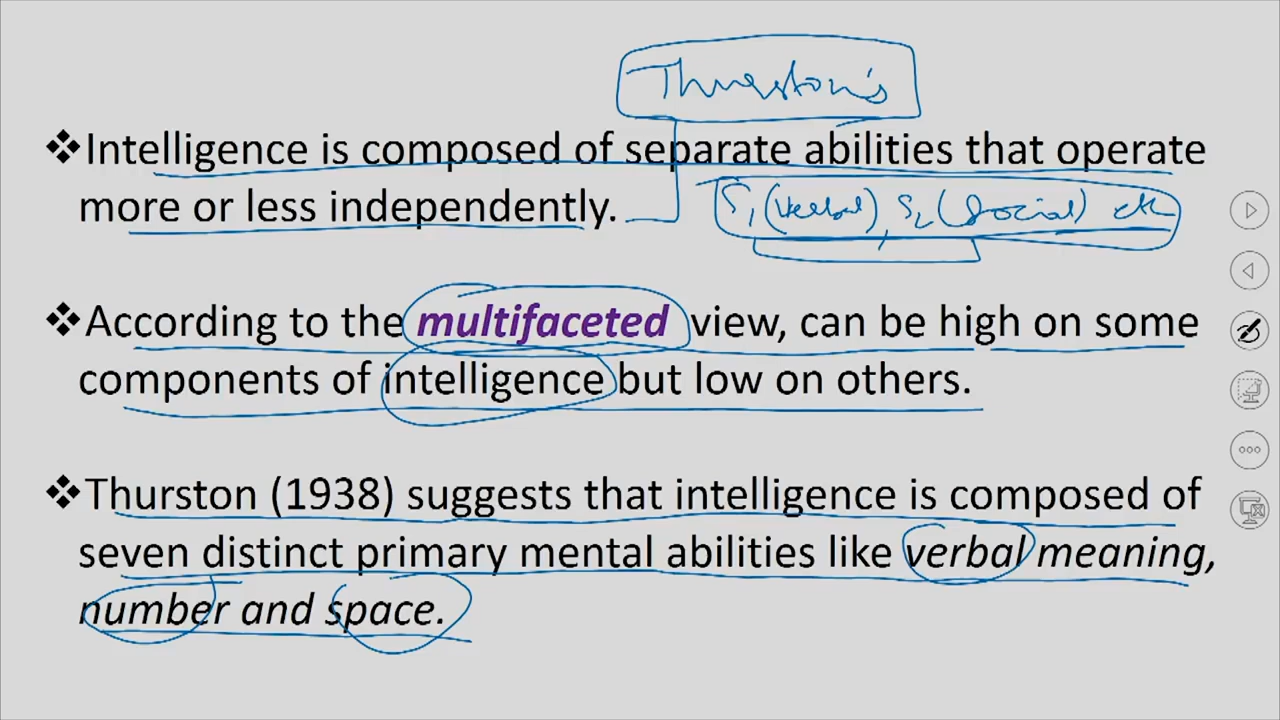 Thurston's
❖Intelligence is composed of separate abilities that operate
more or less independently.
S1 (Verbal), S2 (Social) etc
❖According to the multifaceted view, can be high on some
components of intelligence but low on others.
❖Thurston (1938) suggests that intelligence is composed of
seven distinct primary mental abilities like verbal meaning,
number and space.